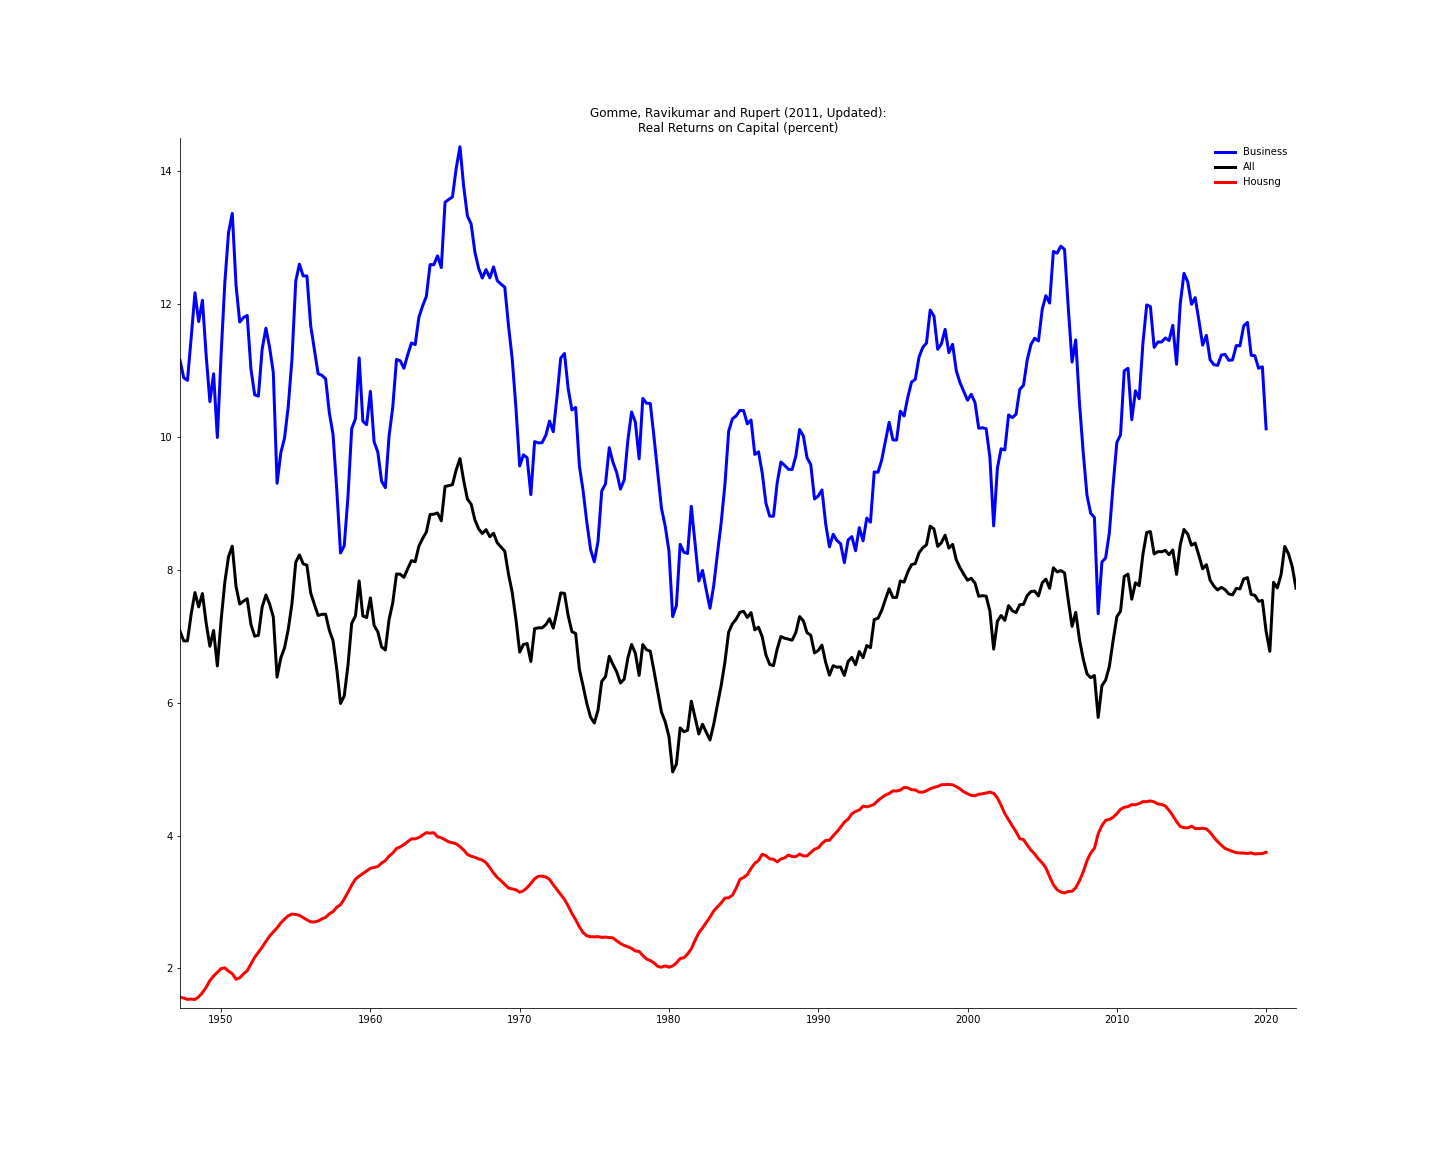 Gomme, Ravikumar and Rupert (2011, Updated):
Real Returns on Capital (percent)
Business
All
Housng
14
12
10
8
6
4
2
1950 1960 1970 1980 1990 2000 2010 2020